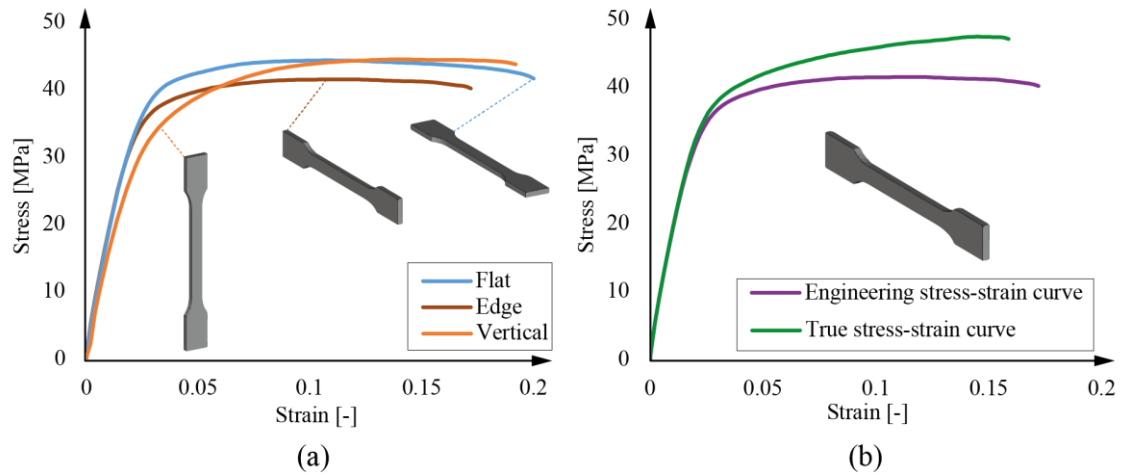 50
40
30
20
10
0
Stress [MPa]
Flat
Edge
Vertical
0
0.05
0.1
0.15
0.2
Strain [-]
(a)
50
40
30
20
10
0
Stress [MPa]
Engineering stress-strain curve
True stress-strain curve
0
0.05
0.1
0.15
0.2
Strain [-]
(b)